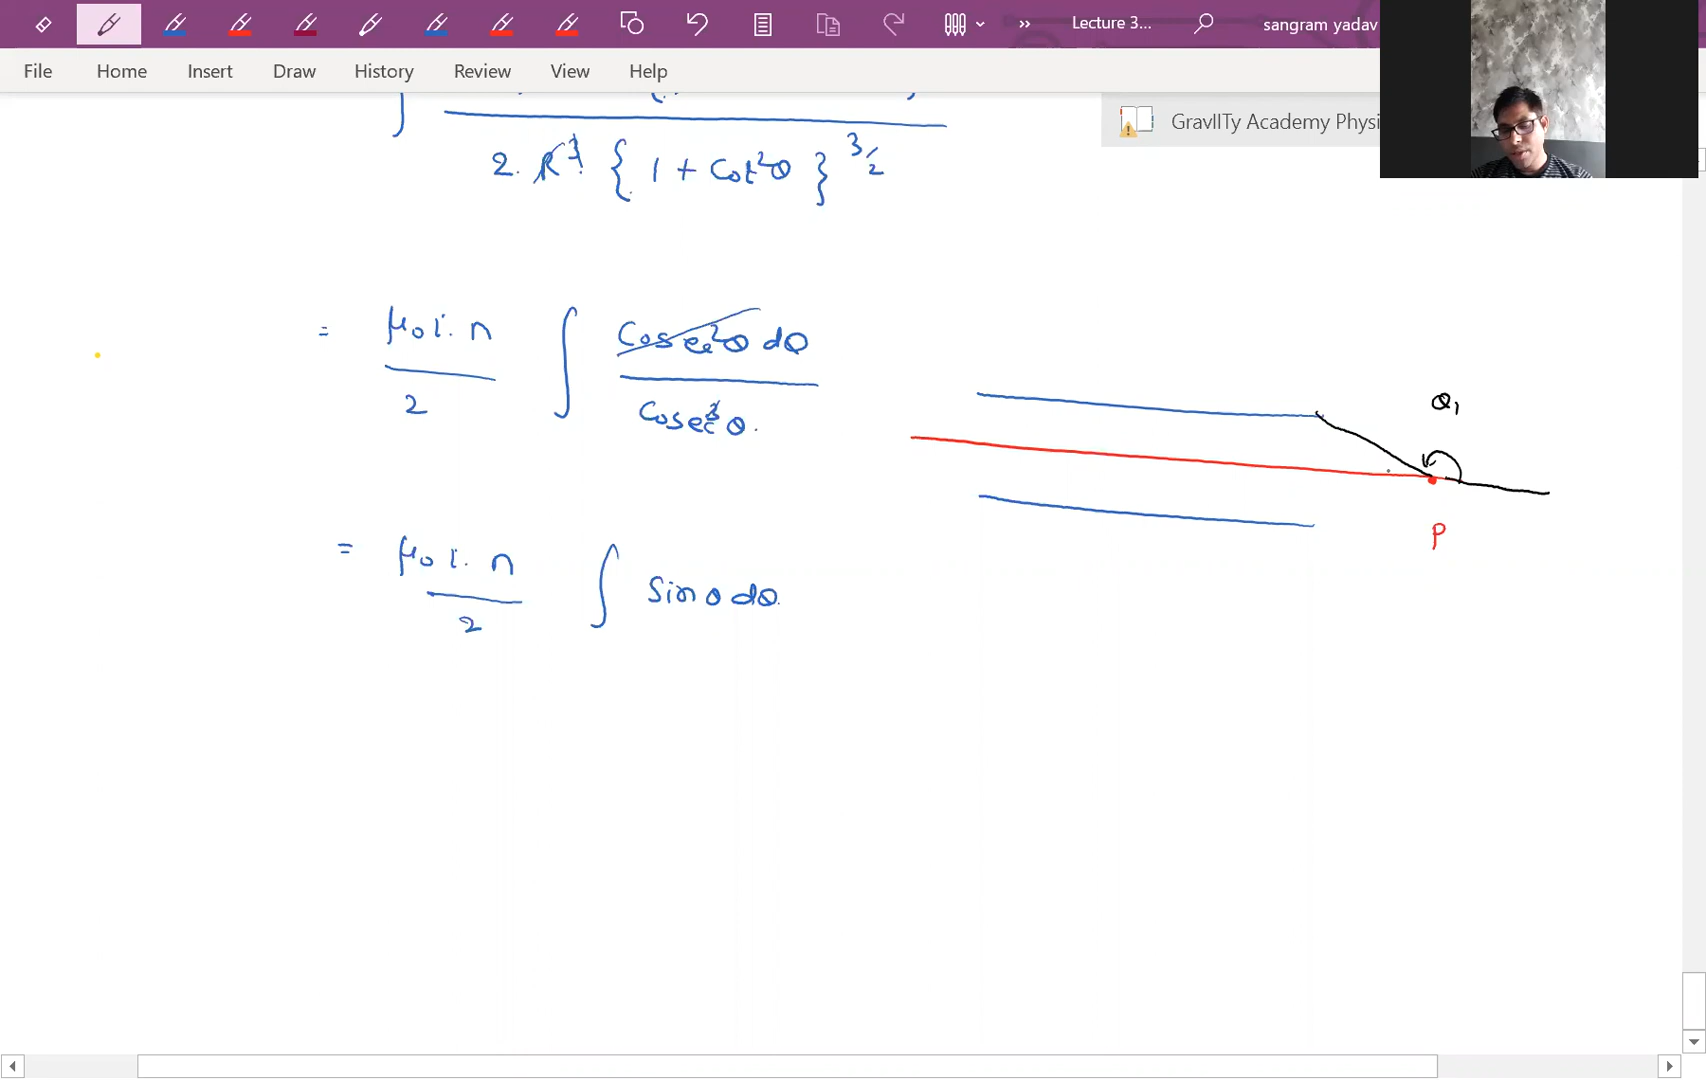 Lecture 3...
sangram yadav
File Home Insert Draw History Review View Help
GravIITy Academy Physi
2. R³ { 1 + Cot²θ }^3/2
= μ₀ i. n / 2 ∫ Cosec²θ dθ / Cosec³θ.
θ₁
= μ₀ i. n / 2 ∫ Sin θ dθ.
P